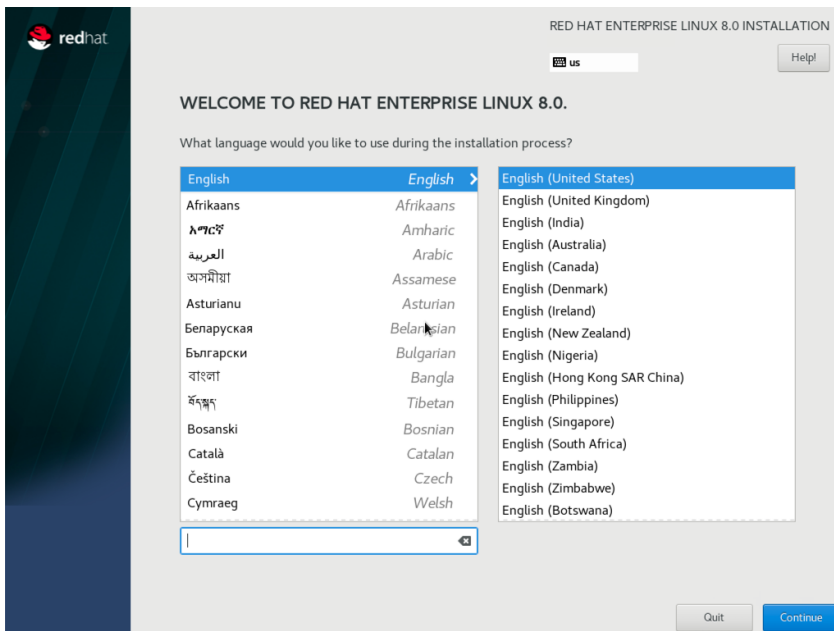 redhat
RED HAT ENTERPRISE LINUX 8.0 INSTALLATION
us
Help!
WELCOME TO RED HAT ENTERPRISE LINUX 8.0.
What language would you like to use during the installation process?
English English
Afrikaans Afrikaans
አማርኛ Amharic
العربية Arabic
অসমীয়া Assamese
Asturianu Asturian
Беларуская
Български Bulgarian
বাংলা Bangla
བོད་སྐད་ Tibetan
Bosanski Bosnian
Català Catalan
Čeština Czech
Cymraeg Welsh
English (United States)
English (United Kingdom)
English (India)
English (Australia)
English (Canada)
English (Denmark)
English (Ireland)
English (New Zealand)
English (Nigeria)
English (Hong Kong SAR China)
English (Philippines)
English (Singapore)
English (South Africa)
English (Zambia)
English (Zimbabwe)
English (Botswana)
Quit
Continue